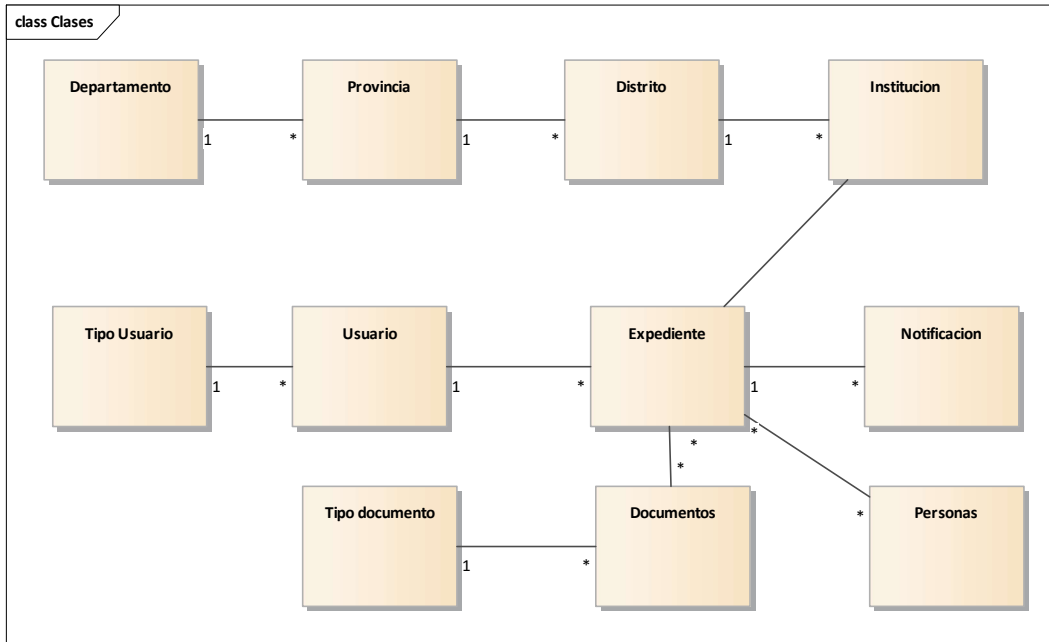 class Clases
Departamento
Provincia
Distrito
Institucion
1
*
1
*
1
*
Tipo Usuario
Usuario
Expediente
Notificacion
1
*
1
*
1
*
*
*
*
*
Tipo documento
Documentos
Personas
1
*